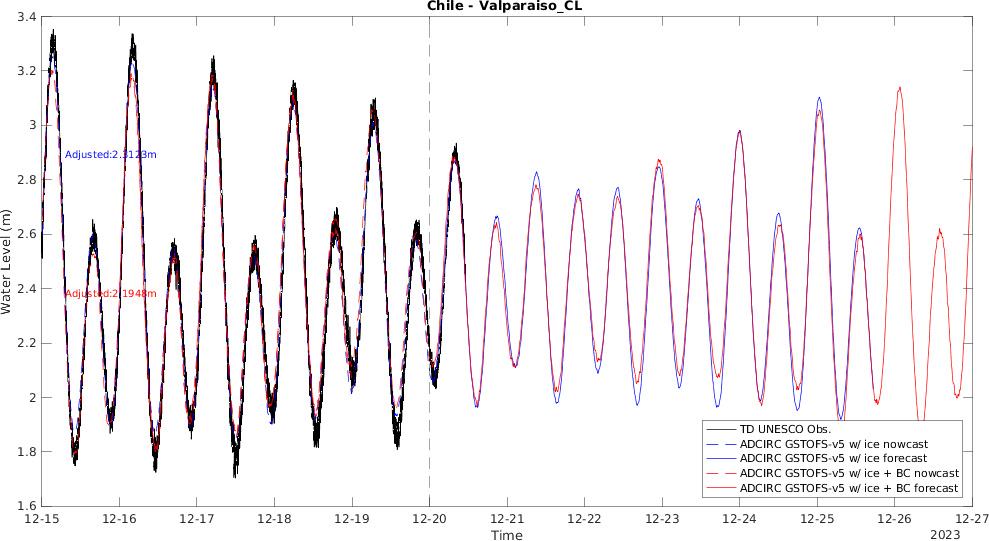 Chile - Valparaiso_CL
3.4
3.2
3
2.8
2.6
2.4
2.2
2
1.8
1.6
Water Level (m)
Adjusted:2.3123m
Adjusted:2.1948m
TD UNESCO Obs.
ADCIRC GSTOFS-v5 w/ ice nowcast
ADCIRC GSTOFS-v5 w/ ice forecast
ADCIRC GSTOFS-v5 w/ ice + BC nowcast
ADCIRC GSTOFS-v5 w/ ice + BC forecast
12-15 12-16 12-17 12-18 12-19 12-20 12-21 12-22 12-23 12-24 12-25 12-26 12-27
Time
2023